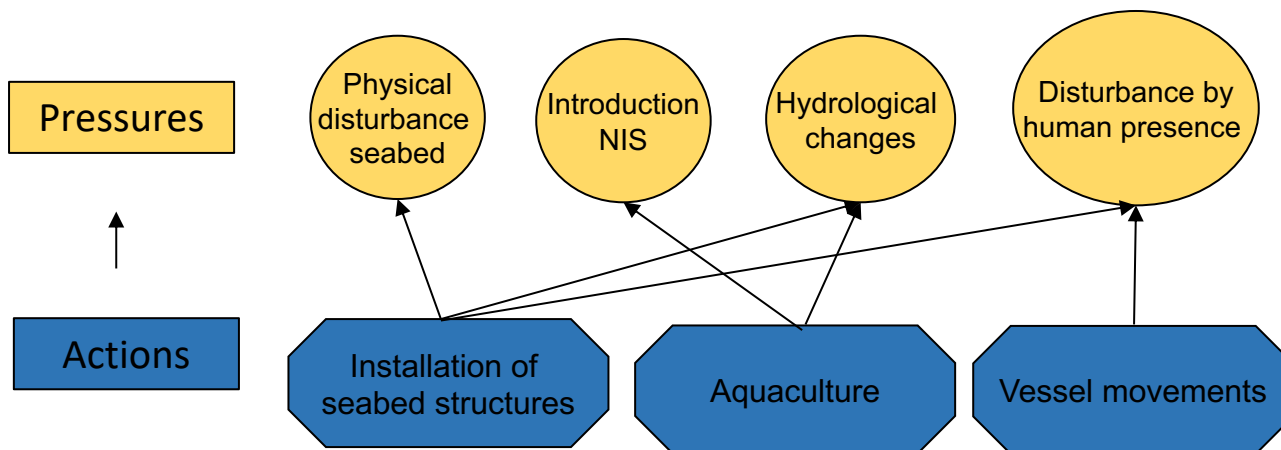 Pressures
Physical
disturbance
seabed
Introduction
NIS
Hydrological
changes
Disturbance by
human presence
Actions
Installation of
seabed structures
Aquaculture
Vessel movements